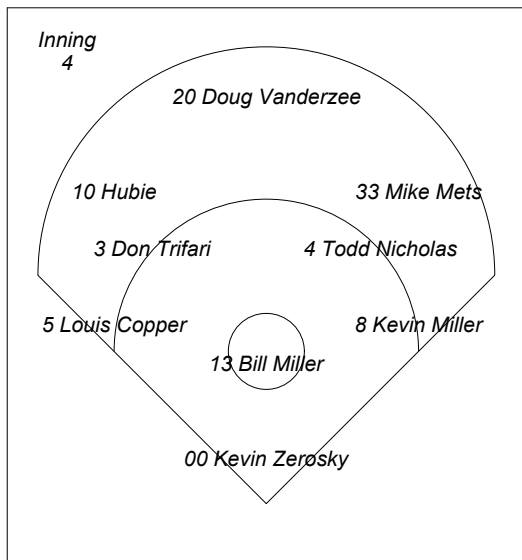 Inning
4
20 Doug Vanderzee
10 Hubie
33 Mike Mets
3 Don Trifari
4 Todd Nicholas
5 Louis Copper
8 Kevin Miller
13 Bill Miller
00 Kevin Zerosky